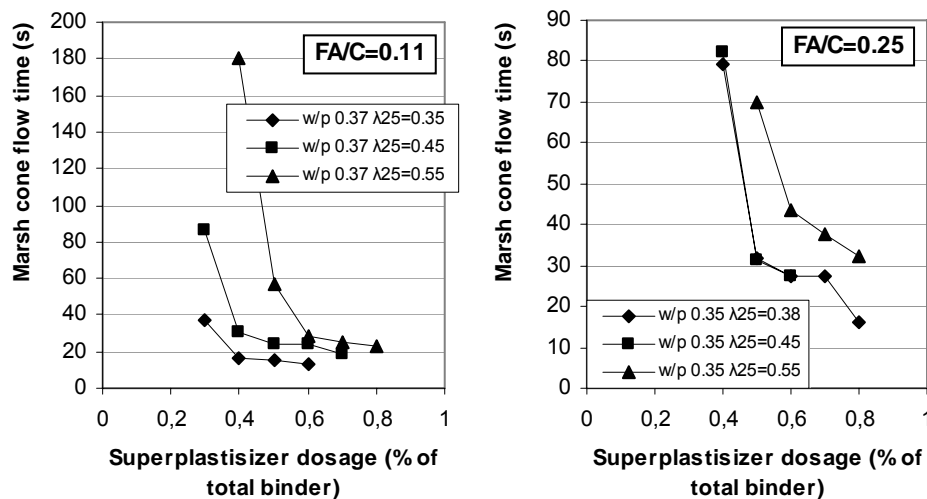 Marsh cone flow time (s)
200
180
160
140
120
100
80
60
40
20
0
FA/C=0.11
w/p 0.37 λ25=0.35
w/p 0.37 λ25=0.45
w/p 0.37 λ25=0.55
0 0,2 0,4 0,6 0,8 1
Superplastisizer dosage (% of
total binder)
Marsh cone flow time (s)
90
80
70
60
50
40
30
20
10
0
FA/C=0.25
w/p 0.35 λ25=0.38
w/p 0.35 λ25=0.45
w/p 0.35 λ25=0.55
0 0,2 0,4 0,6 0,8 1
Superplastisizer dosage (% of
total binder)